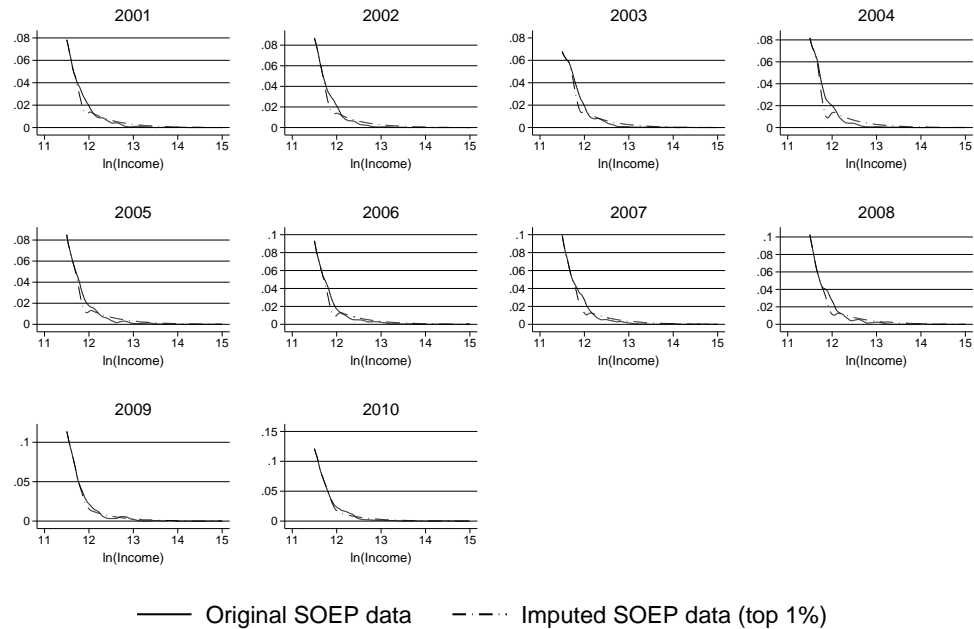 2001 2002 2003 2004
.08 .08 .08 .08
.06 .06 .06 .06
.04 .04 .04 .04
.02 .02 .02 .02
0 0 0 0
11 12 13 14 15 11 12 13 14 15 11 12 13 14 15 11 12 13 14 15
ln(Income) ln(Income) ln(Income) ln(Income)
2005 2006 2007 2008
.08 .1 .1 .1
.06 .08 .08 .08
.04 .06 .06 .06
.02 .04 .04 .04
0 .02 .02 .02
0 0 0
11 12 13 14 15 11 12 13 14 15 11 12 13 14 15 11 12 13 14 15
ln(Income) ln(Income) ln(Income) ln(Income)
2009 2010
.1 .15
.05 .1
0 .05
0
11 12 13 14 15 11 12 13 14 15
ln(Income) ln(Income)
Original SOEP data Imputed SOEP data (top 1%)